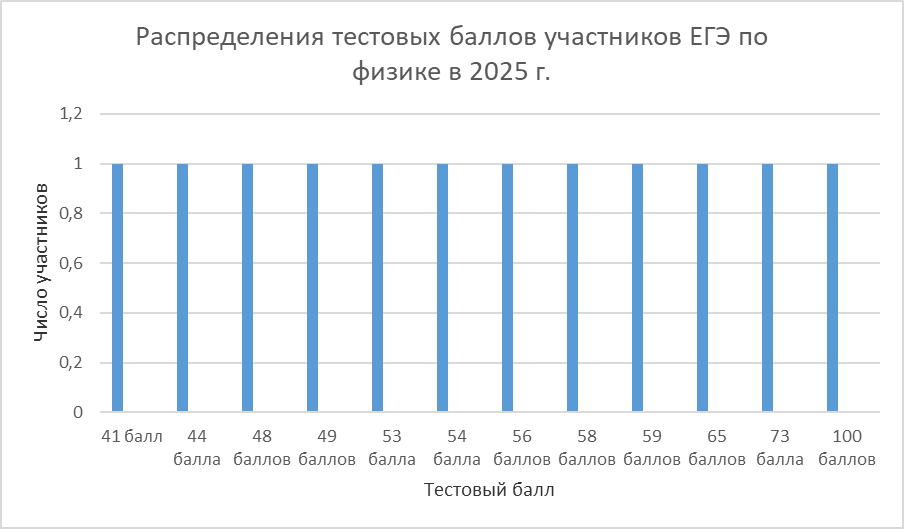 Распределения тестовых баллов участников ЕГЭ по
физике в 2025 г.
1,2
1
0,8
0,6
0,4
0,2
0
Число участников
41 балл
44 балла
48 баллов
49 баллов
53 балла
54 балла
56 баллов
58 баллов
59 баллов
65 баллов
73 балла
100 баллов
Тестовый балл